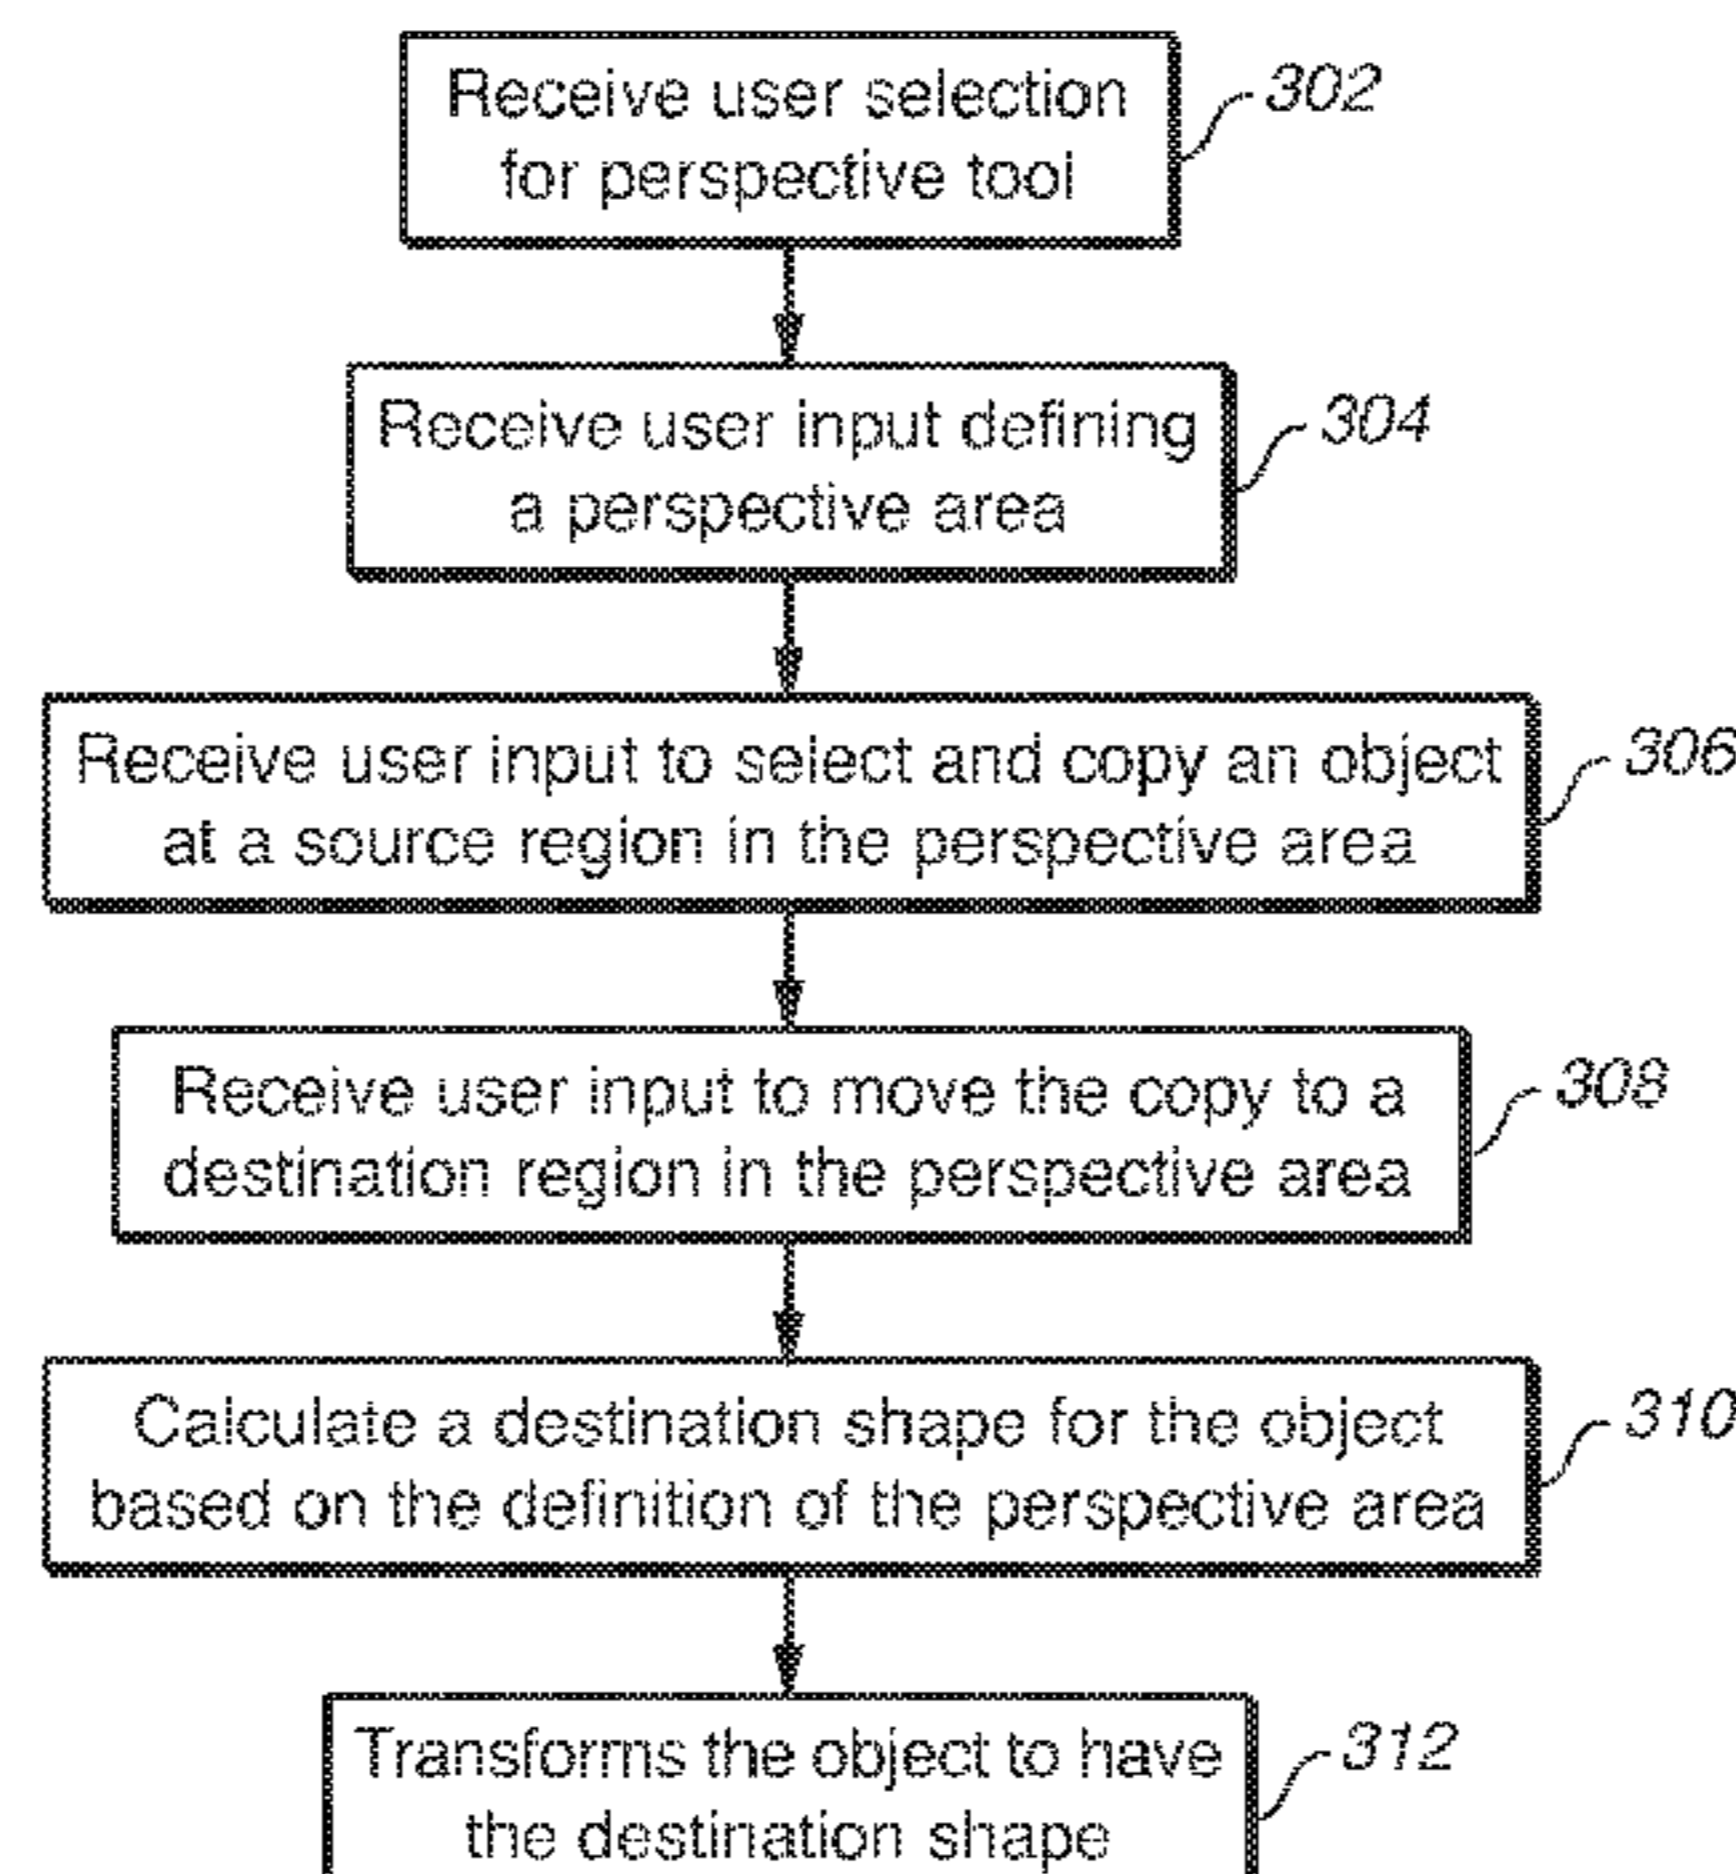 Receive user selection
for perspective tool
302
Receive user input defining
a perspective area
304
Receive user input to select and copy an object
at a source region in the perspective area
306
Receive user input to move the copy to a
destination region in the perspective area
308
Calculate a destination shape for the object
based on the definition of the perspective area
310
Transforms the object to have
the destination shape
312